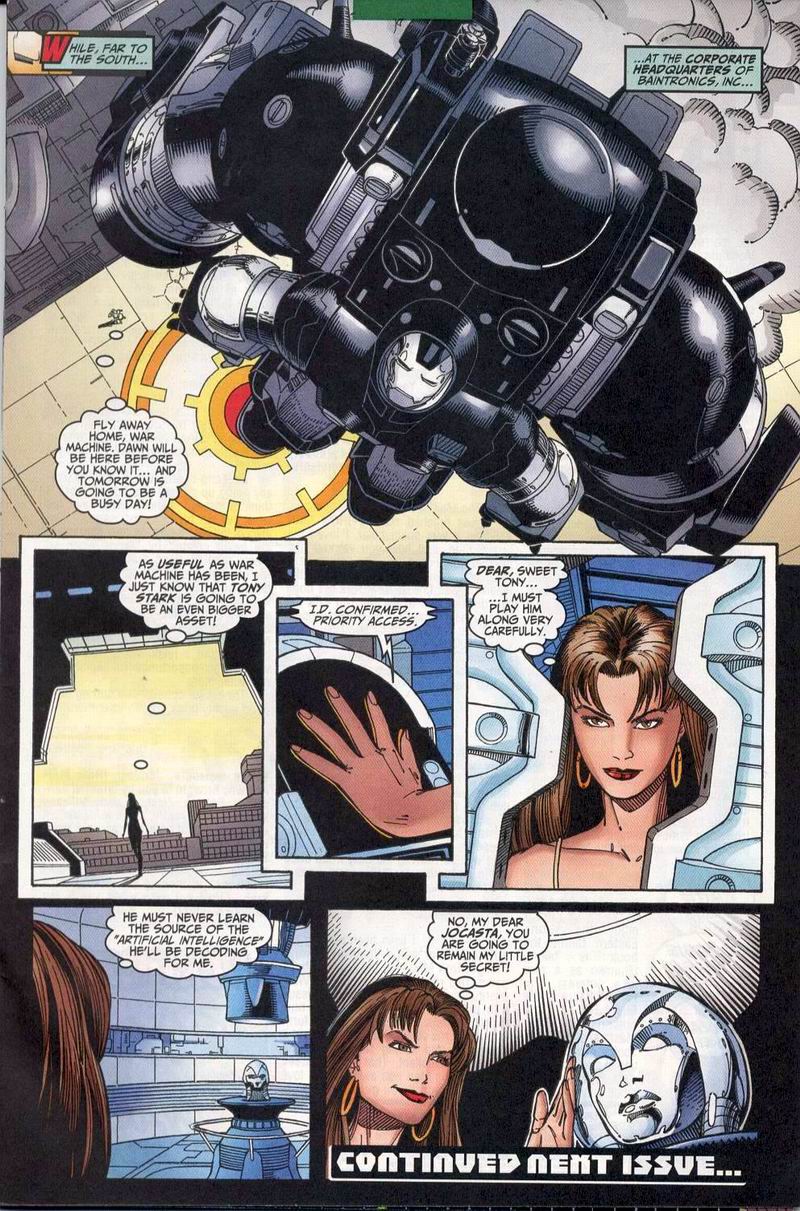 WHILE, FAR TO
THE SOUTH...
...AT THE CORPORATE
HEADQUARTERS OF
BAINTRONICS, INC...
FLY AWAY
HOME, WAR
MACHINE. DAWN WILL
BE HERE BEFORE
YOU KNOW IT... AND
TOMORROW IS
GOING TO BE A
BUSY DAY!
AS USEFUL AS WAR
MACHINE HAS BEEN, I
JUST KNOW THAT TONY
STARK IS GOING TO
BE AN EVEN BIGGER
ASSET!
I.D. CONFIRMED...
PRIORITY ACCESS.
DEAR, SWEET
TONY...
...I MUST
PLAY HIM
ALONG VERY
CAREFULLY.
HE MUST NEVER LEARN
THE SOURCE OF THE
"ARTIFICIAL INTELLIGENCE"
HE'LL BE DECODING
FOR ME.
NO, MY DEAR
JOCASTA, YOU
ARE GOING TO
REMAIN MY LITTLE
SECRET!
CONTINUED NEXT ISSUE...